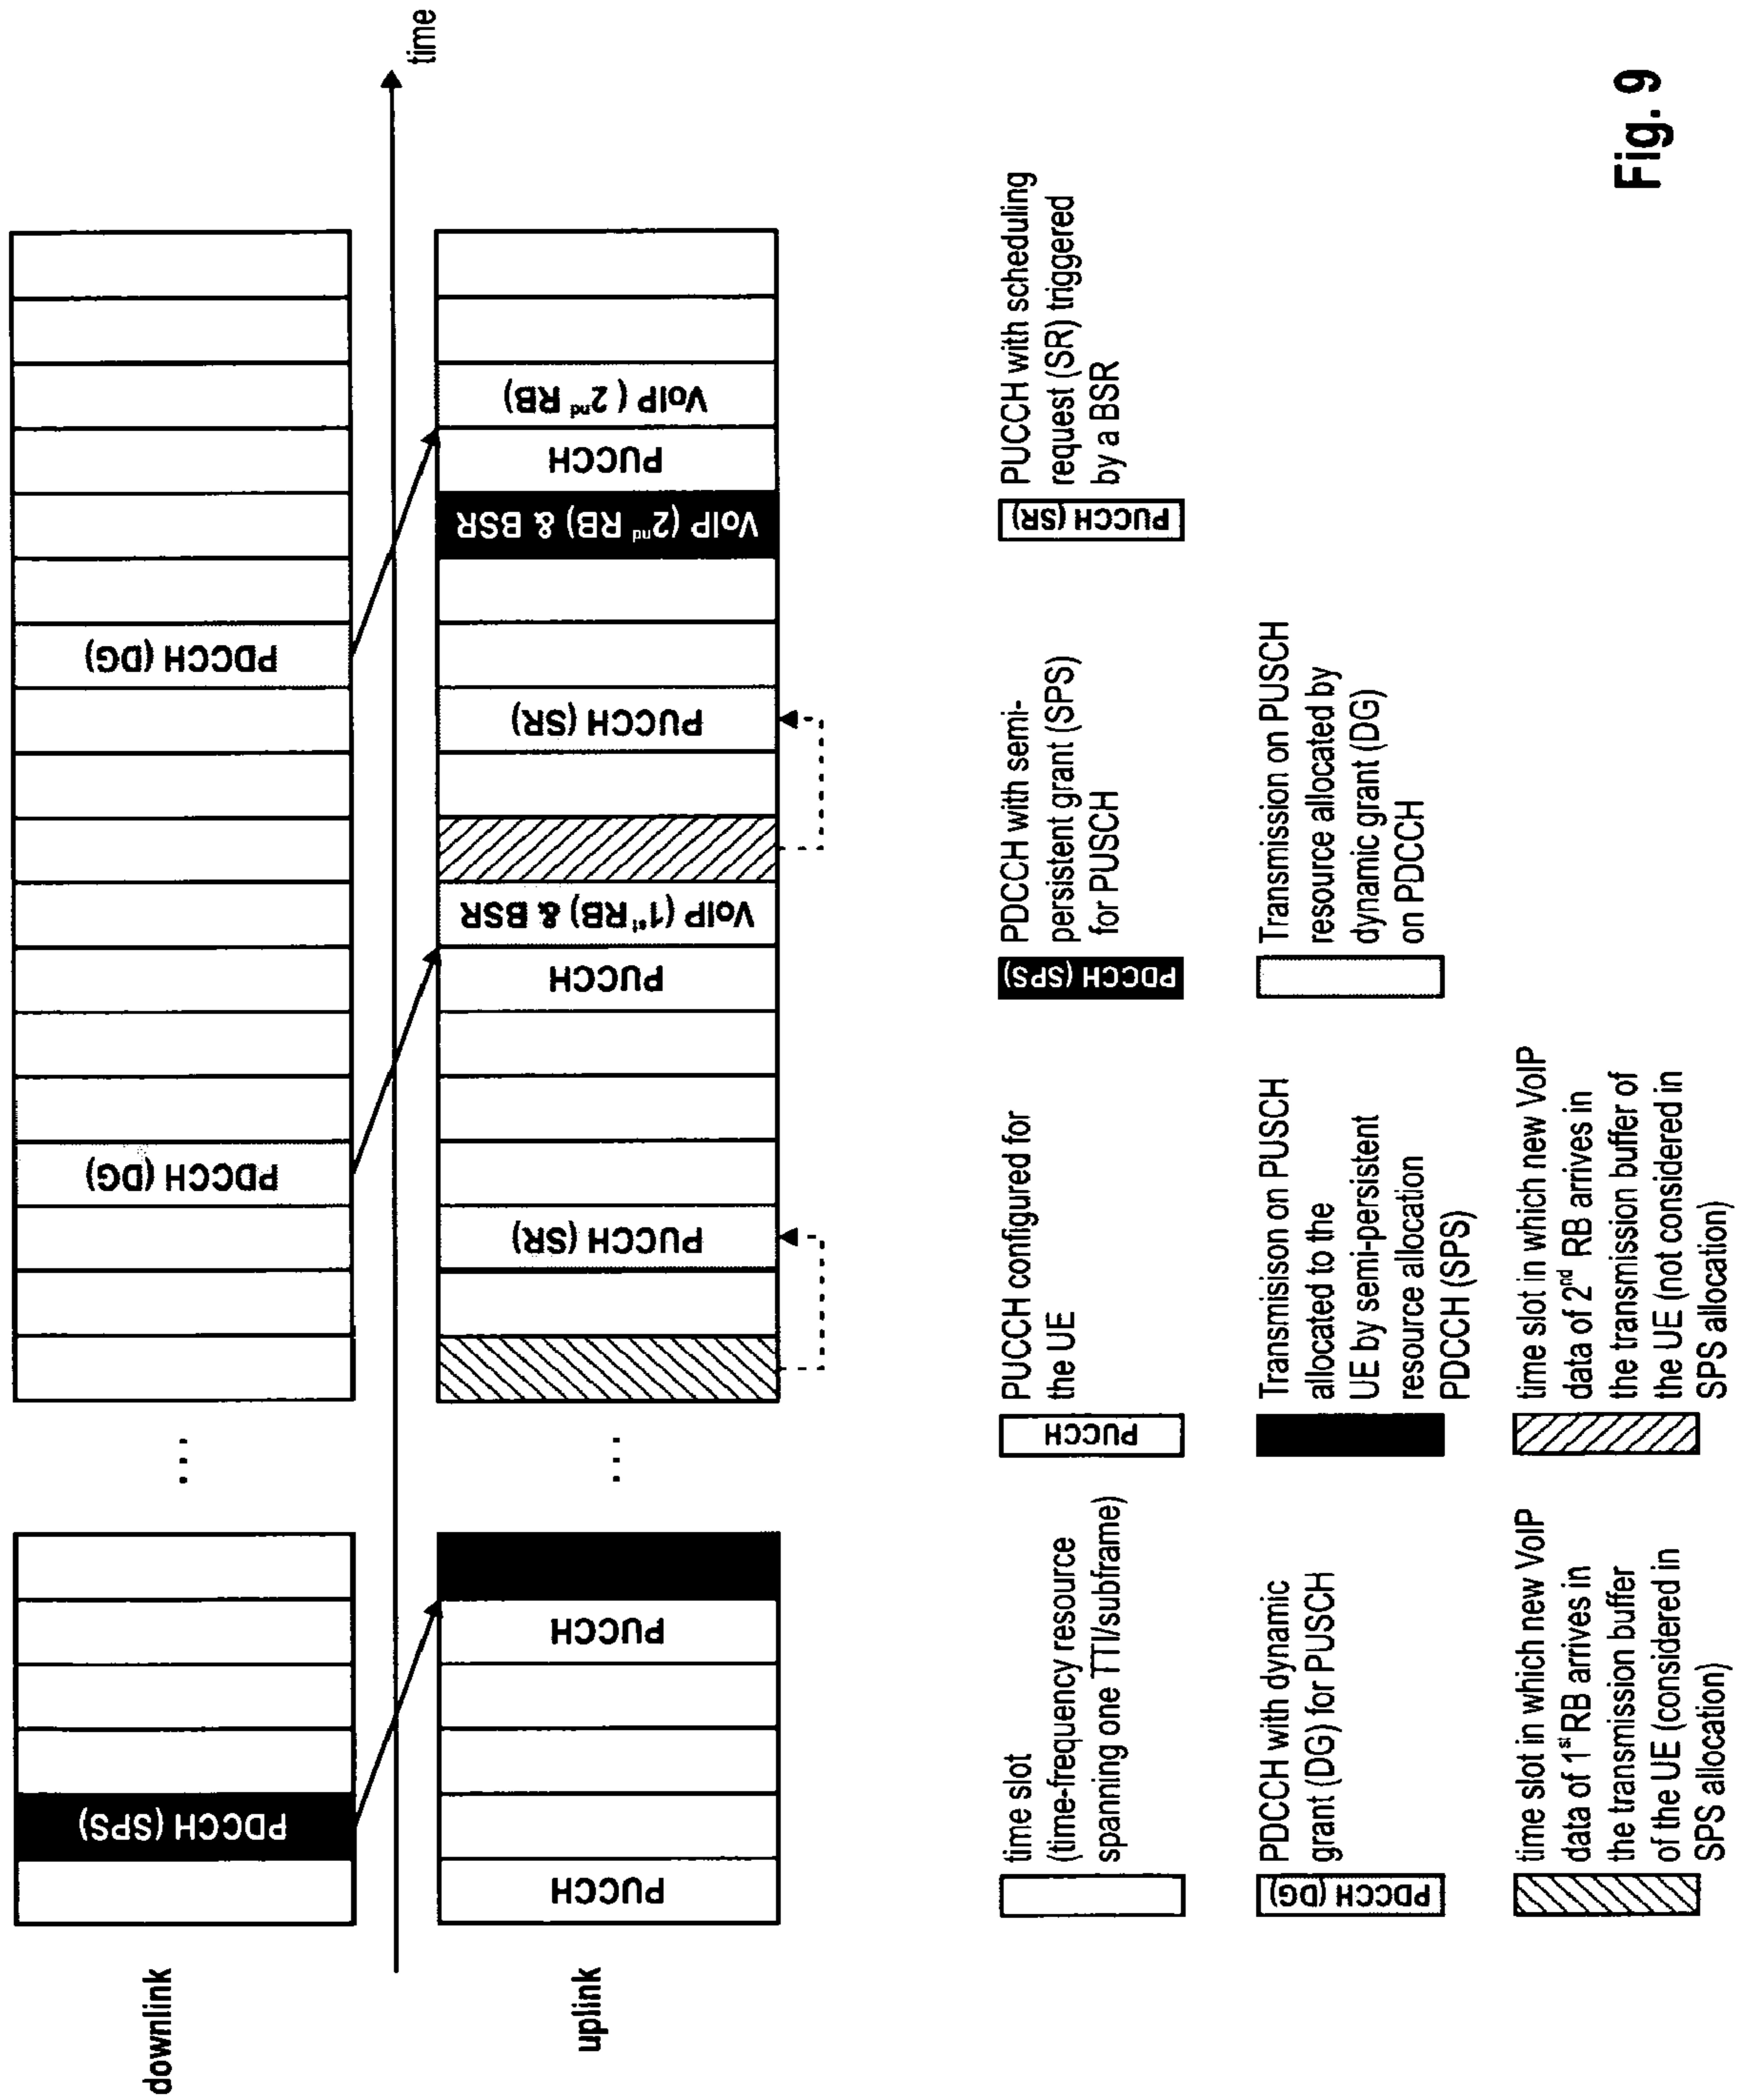 downlink
PDCCH (SPS)
...
PDCCH (DG)
PDCCH (DG)
time
uplink
PUCCH
PUCCH
...
PUCCH (SR)
PUCCH
VoIP (1st RB) & BSR
PUCCH (SR)
VoIP (2nd RB) & BSR
PUCCH
VoIP ( 2nd RB)
time slot
(time-frequency resource
spanning one TTI/subframe)
PUCCH
PUCCH configured for
the UE
PDCCH (SPS)
PDCCH with semi-
persistent grant (SPS)
for PUSCH
PUCCH (SR)
PUCCH with scheduling
request (SR) triggered
by a BSR
PDCCH (DG)
PDCCH with dynamic
grant (DG) for PUSCH
Transmisison on PUSCH
allocated to the
UE by semi-persistent
resource allocation
PDCCH (SPS)
Transmission on PUSCH
resource allocated by
dynamic grant (DG)
on PDCCH
time slot in which new VoIP
data of 1st RB arrives in
the transmission buffer
of the UE (considered in
SPS allocation)
time slot in which new VoIP
data of 2nd RB arrives in
the transmission buffer of
the UE (not considered in
SPS allocation)
Fig. 9